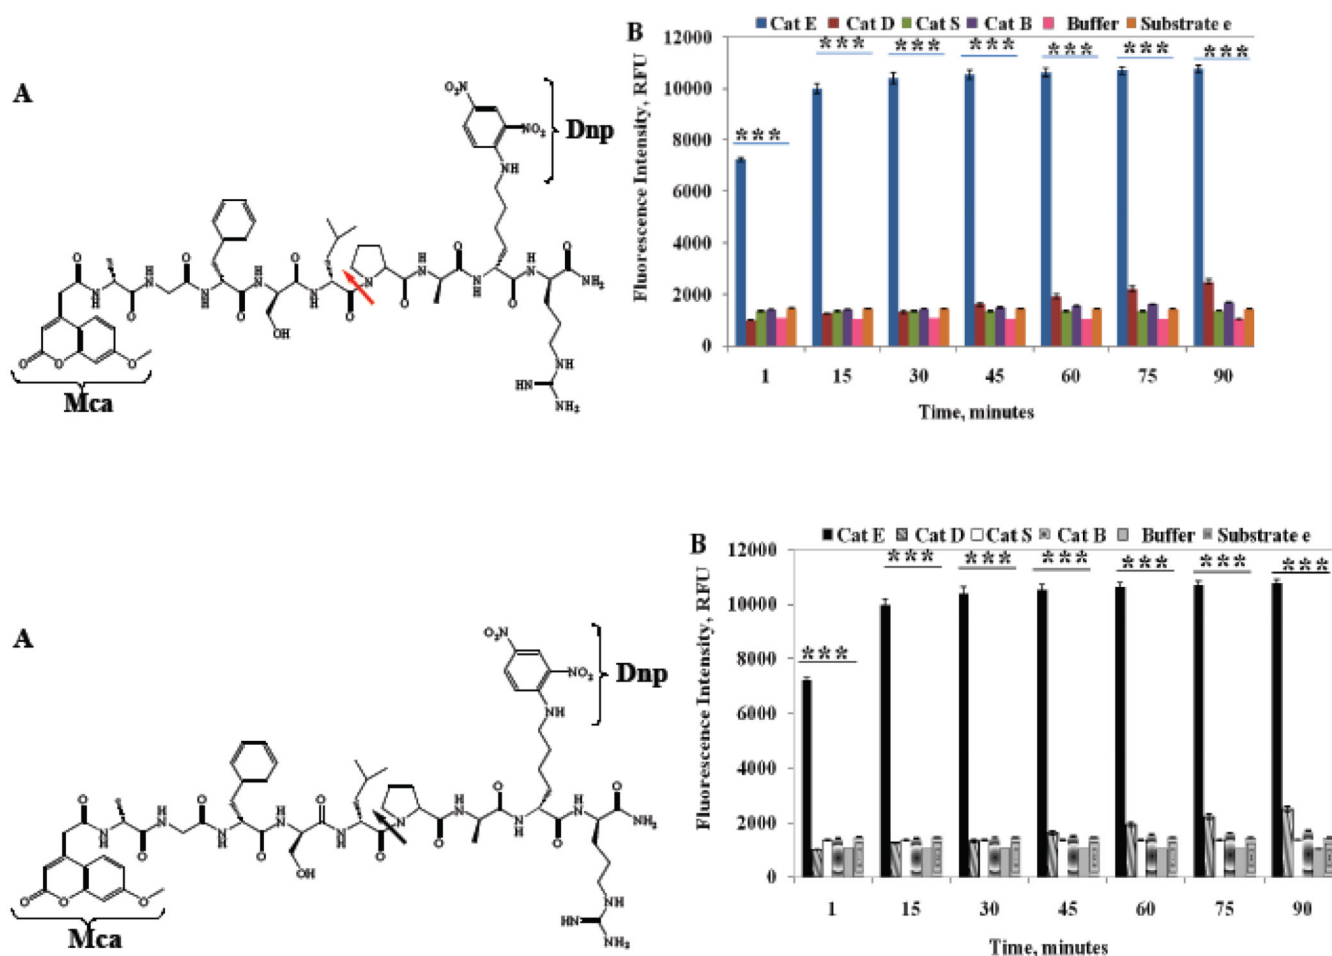 A
O₂N
NO₂
Dnp
NH
O
H
N
O
H
N
O
H
N
O
H
N
O
N
O
H
N
O
H
N
O
NH₂
O
OH
O
O
O
NH
HN
NH₂
Mca
B
Cat E Cat D Cat S Cat B Buffer Substrate e
12000
10000
8000
6000
4000
2000
0
Fluorescence Intensity, RFU
*** *** *** *** *** *** ***
1 15 30 45 60 75 90
Time, minutes
A
O₂N
NO₂
Dnp
NH
O
H
N
O
H
N
O
H
N
O
H
N
O
N
O
H
N
O
H
N
O
NH₂
O
OH
O
O
O
NH
HN
NH₂
Mca
B
Cat E Cat D Cat S Cat B Buffer Substrate e
12000
10000
8000
6000
4000
2000
0
Fluorescence Intensity, RFU
*** *** *** *** *** *** ***
1 15 30 45 60 75 90
Time, minutes